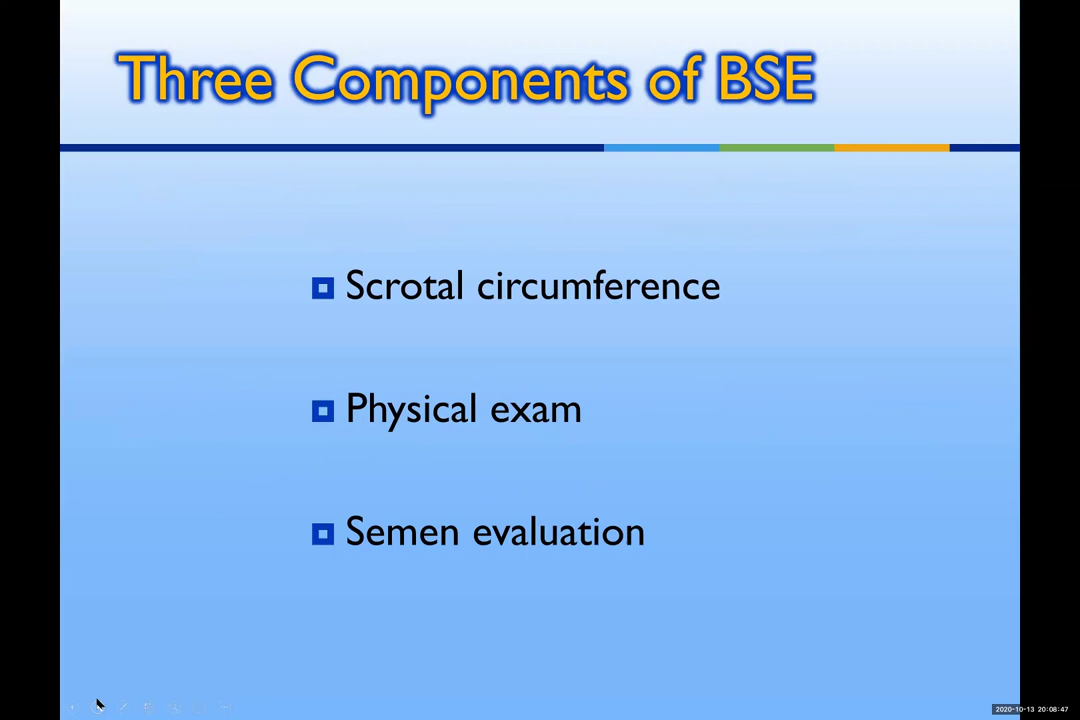 Three Components of BSE
Scrotal circumference
Physical exam
Semen evaluation
2020-10-13 20:08:47